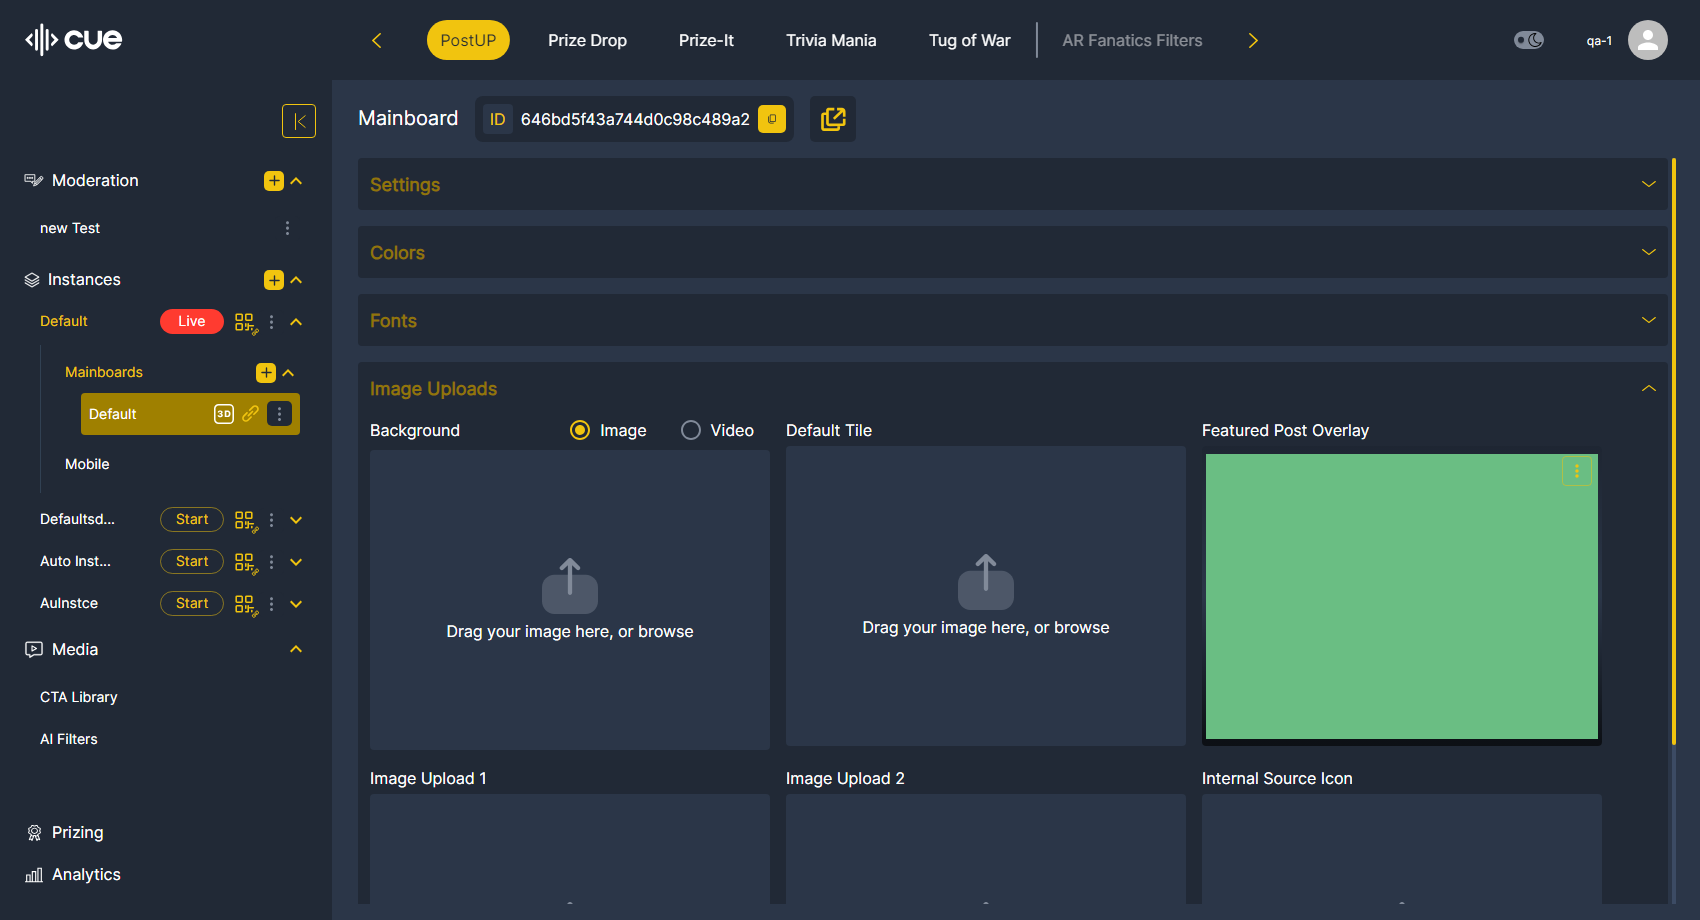 cue
PostUP
Prize Drop
Prize-It
Trivia Mania
Tug of War
AR Fanatics Filters
qa-1
Moderation
new Test
Instances
Default
Live
Mainboards
Default
3D
Mobile
Defaultsd...
Start
Auto Inst...
Start
AuInstce
Start
Media
CTA Library
AI Filters
Prizing
Analytics
Mainboard
ID
646bd5f43a744d0c98c489a2
Settings
Colors
Fonts
Image Uploads
Background
Image
Video
Default Tile
Featured Post Overlay
Drag your image here, or browse
Drag your image here, or browse
Image Upload 1
Image Upload 2
Internal Source Icon